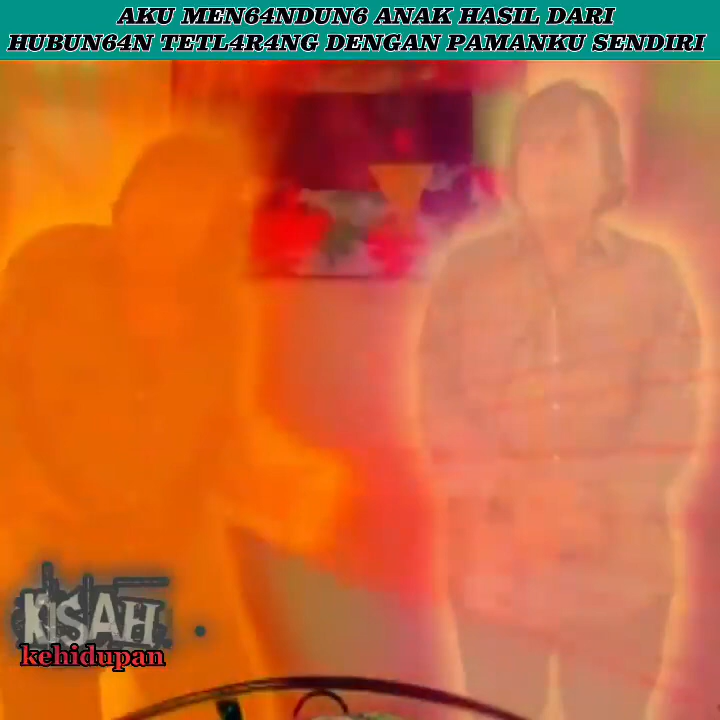 AKU MEN64NDUN6 ANAK HASIL DARI
HUBUN64N TETL4R4NG DENGAN PAMANKU SENDIRI
KISAH
kehidupan